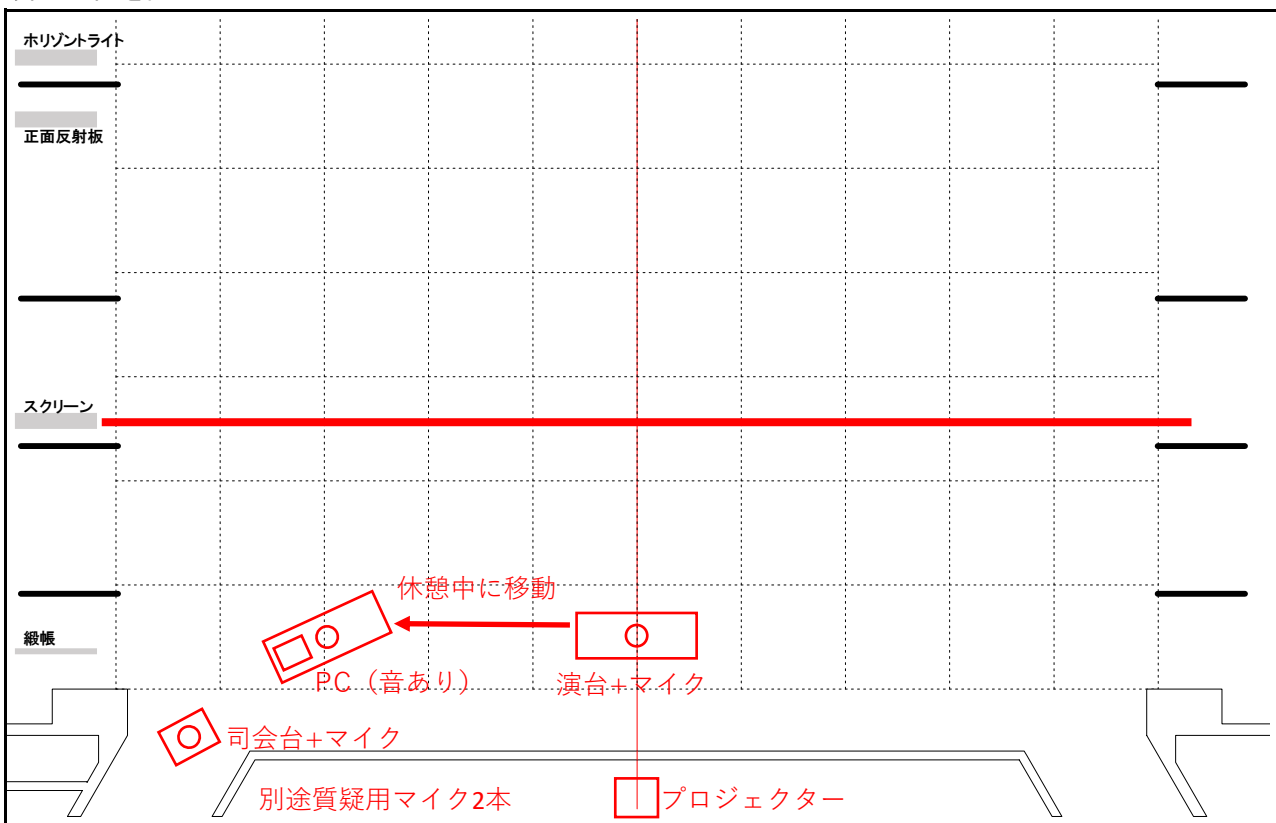 ホリゾントライト
正面反射板
スクリーン
休憩中に移動
緞帳
PC（音あり）
演台+マイク
司会台+マイク
別途質疑用マイク2本
プロジェクター